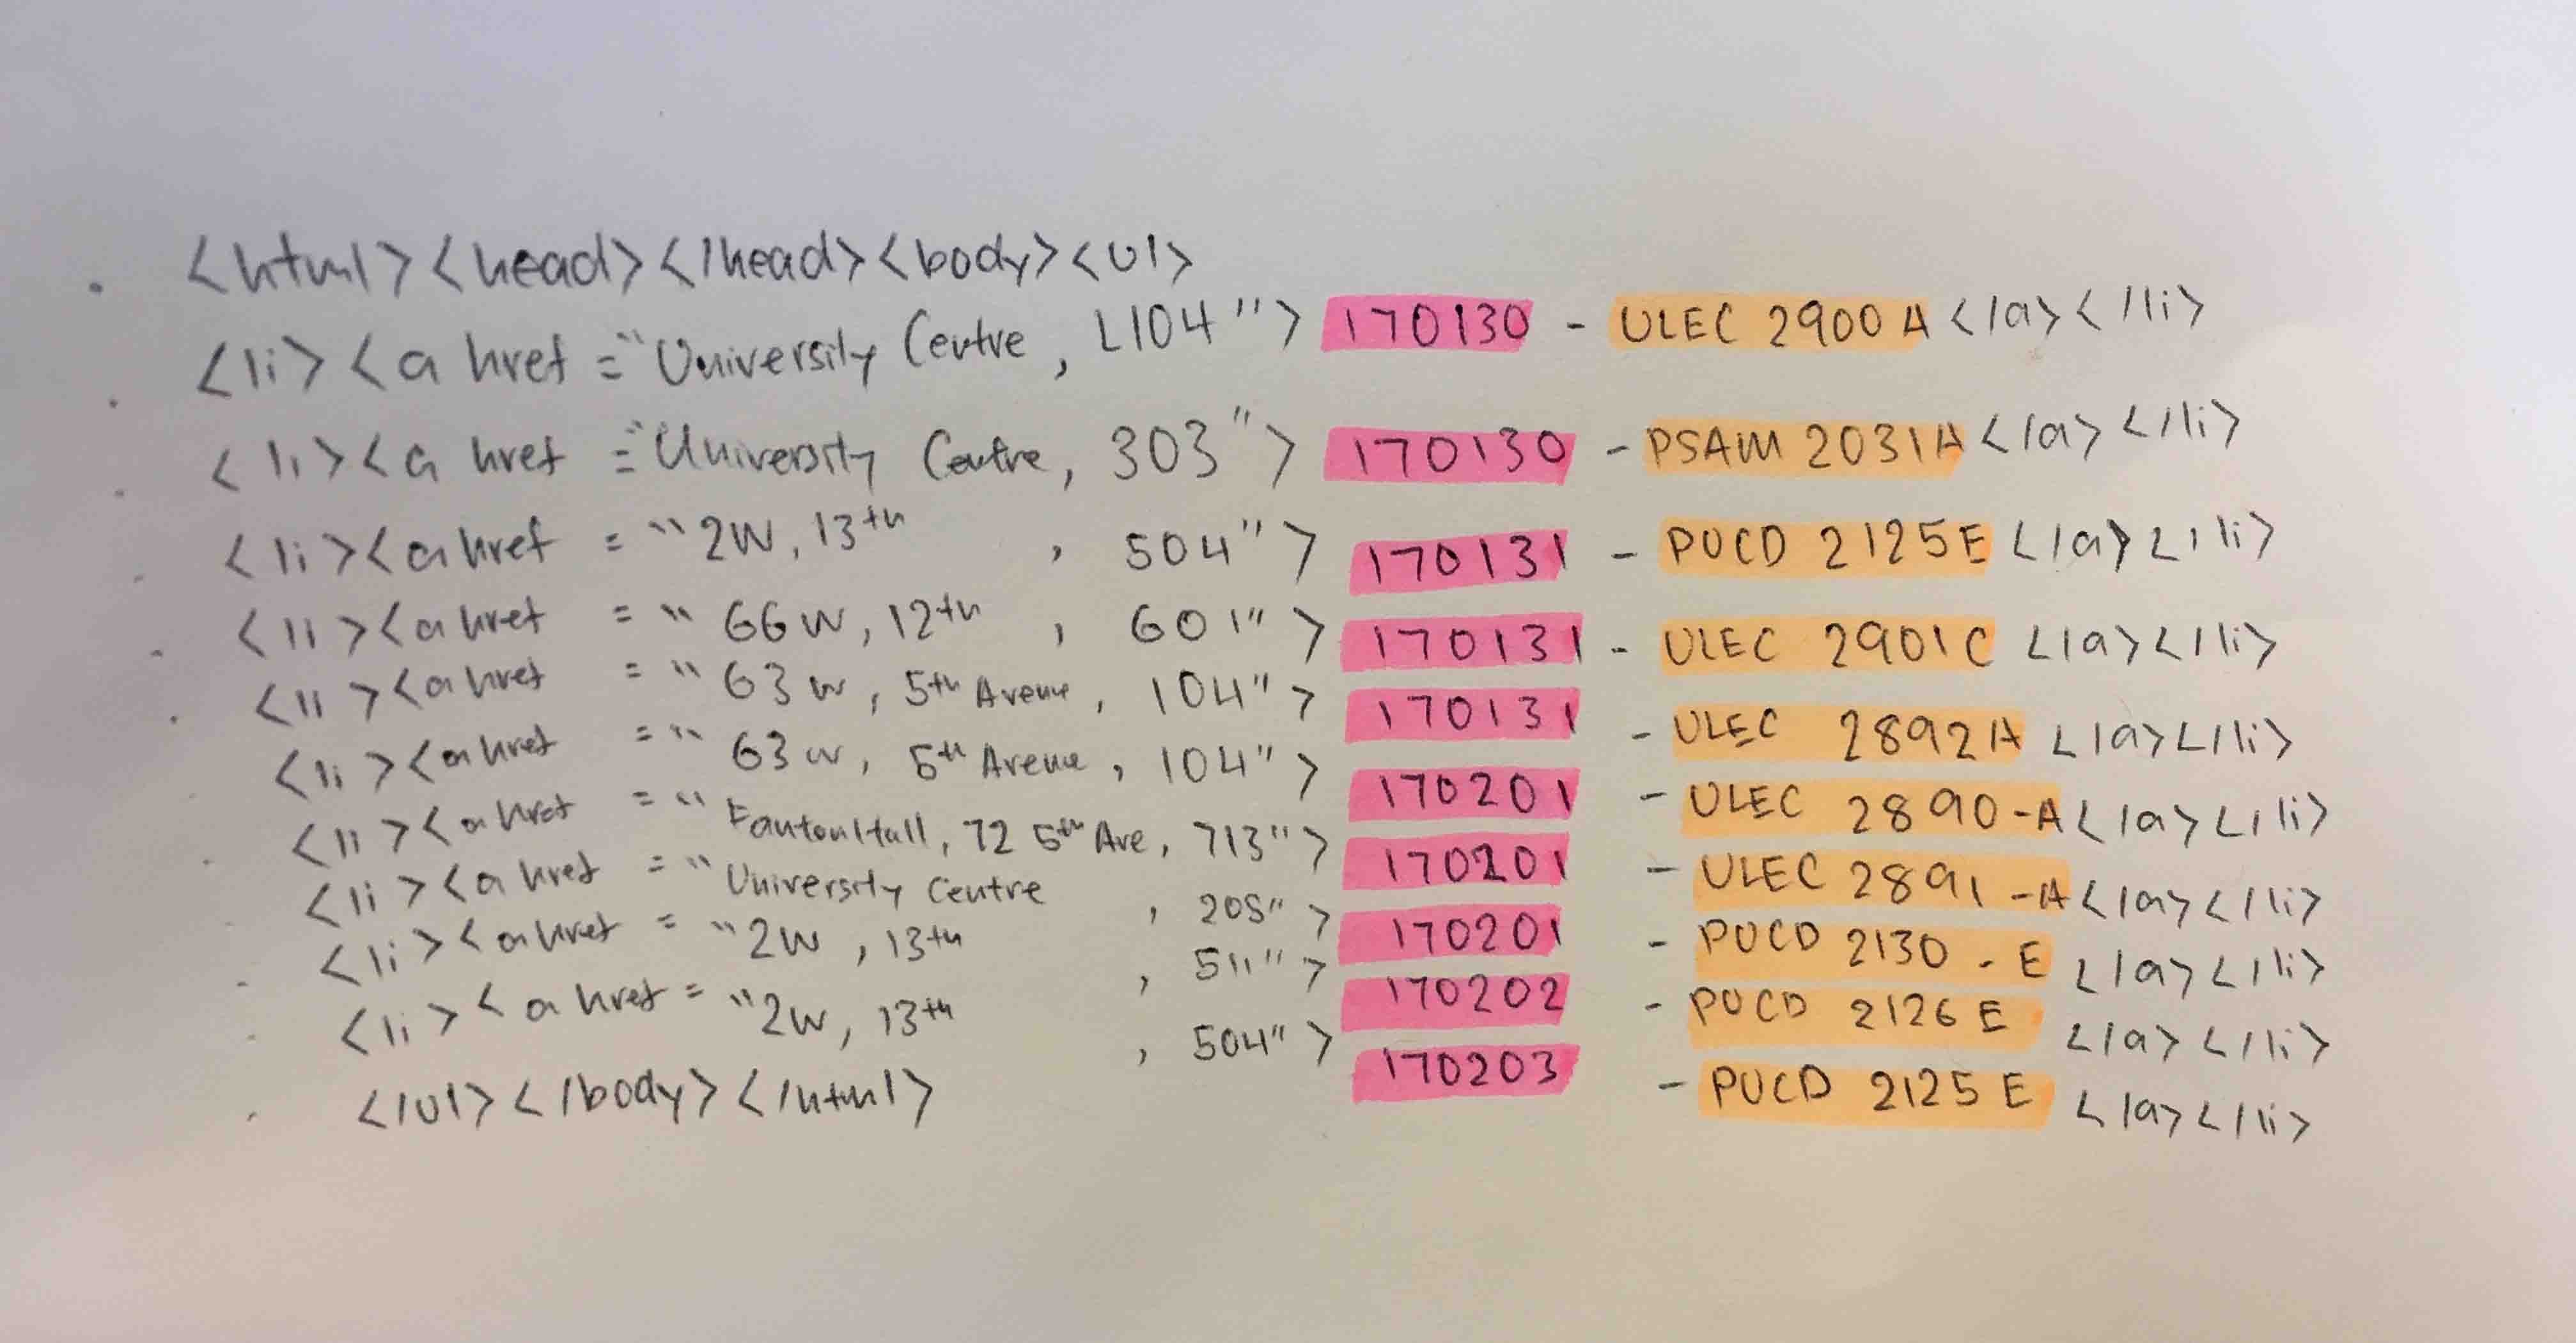 <html><head></head><body><ul>
<li><a href="University Centre, L104">170130 - ULEC 2900 A</a></li>
<li><a href="University Centre, 303">170130 - PSAM 2031A</a></li>
<li><a href="2W, 13th, 504">170131 - PUCD 2125E</a></li>
<li><a href="66W, 12th, 601">170131 - ULEC 2901C</a></li>
<li><a href="63w, 5th Avenue, 104">170131 - ULEC 2892A</a></li>
<li><a href="63w, 5th Avenue, 104">170201 - ULEC 2890-A</a></li>
<li><a href="Fanton Hall, 72 5th Ave, 713">170201 - ULEC 2891-A</a></li>
<li><a href="University Centre, 208">170201 - PUCD 2130-E</a></li>
<li><a href="2W, 13th, 511">170202 - PUCD 2126E</a></li>
<li><a href="2W, 13th, 504">170203 - PUCD 2125E</a></li>
</ul></body></html>